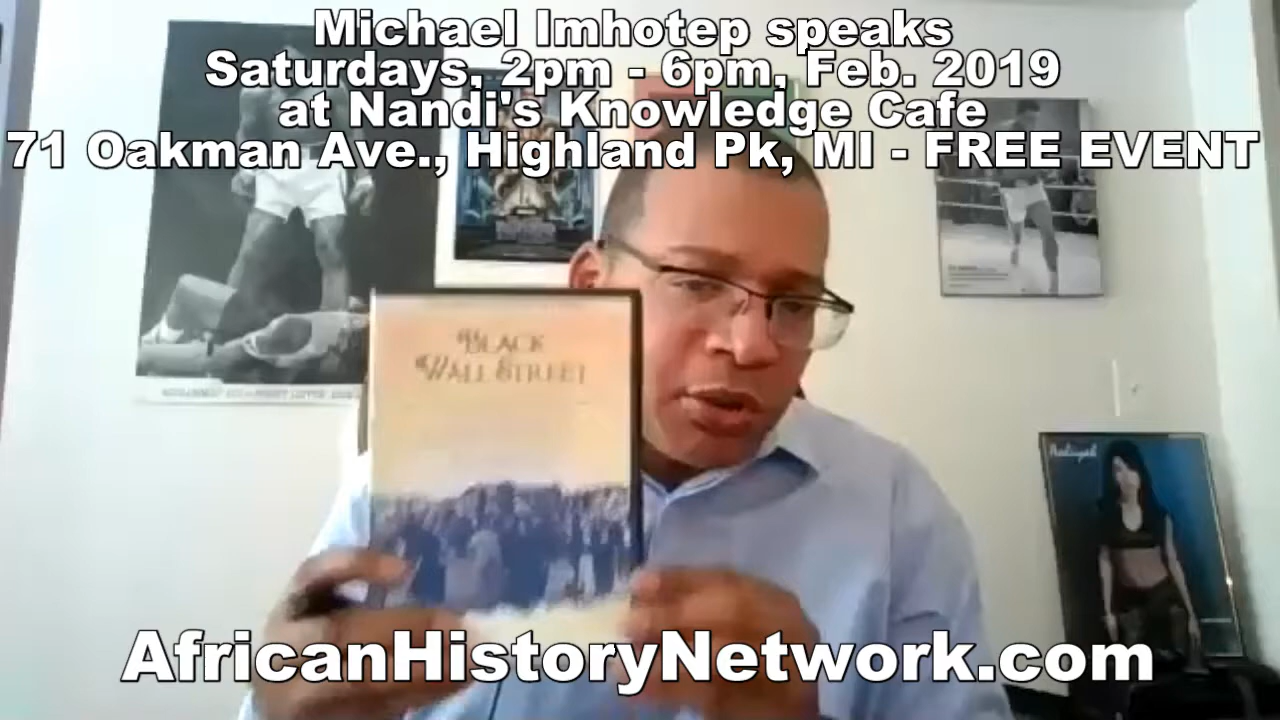 Michael Imhotep speaks
Saturdays, 2pm - 6pm, Feb. 2019
at Nandi's Knowledge Cafe
71 Oakman Ave., Highland Pk, MI - FREE EVENT
BLACK
WALL STREET
Aaliyah
AfricanHistoryNetwork.com